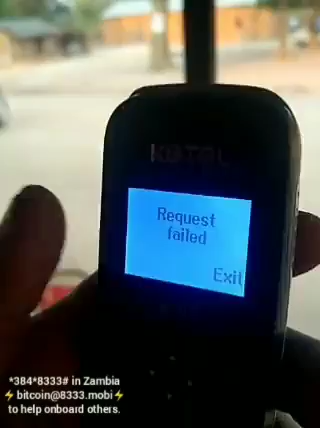 KGTEL
Request
failed
Exit
*384*8333# in Zambia
⚡bitcoin@8333.mobi⚡
to help onboard others.